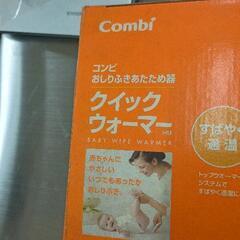 Combi
コンビ
おしりふきあたため器
クイック
ウォーマー
BABY WIPE WARMER
赤ちゃんに
やさしい
いつでもあったか
おしりふき。
すばやく
適温
トップウォーマー
システムで
すばやく適温に